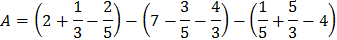 A = (2 + 1/3 − 2/5) − (7 − 3/5 − 4/3) − (1/5 + 5/3 − 4)